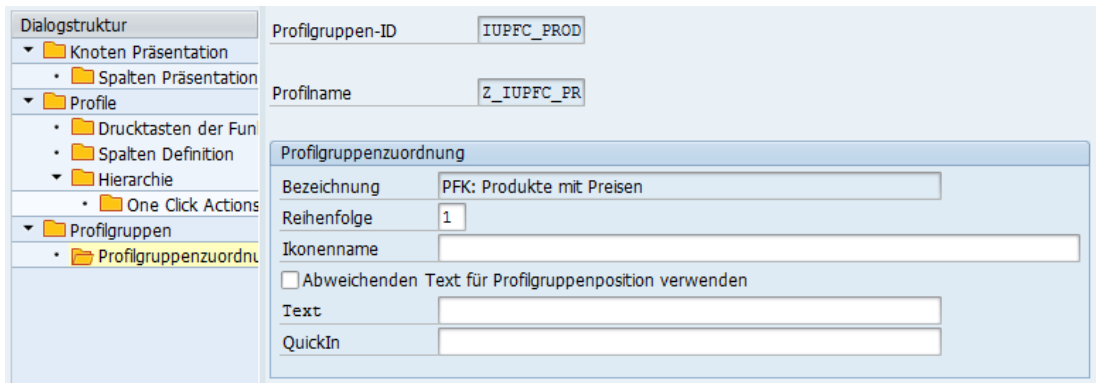 Dialogstruktur
Knoten Präsentation
Spalten Präsentation
Profile
Drucktasten der Fun
Spalten Definition
Hierarchie
One Click Actions
Profilgruppen
Profilgruppenzuordnu
Profilgruppen-ID IUPFC_PROD
Profilname Z_IUPFC_PR
Profilgruppenzuordnung
Bezeichnung PFK: Produkte mit Preisen
Reihenfolge 1
Ikonenname
Abweichenden Text für Profilgruppenposition verwenden
Text
QuickIn